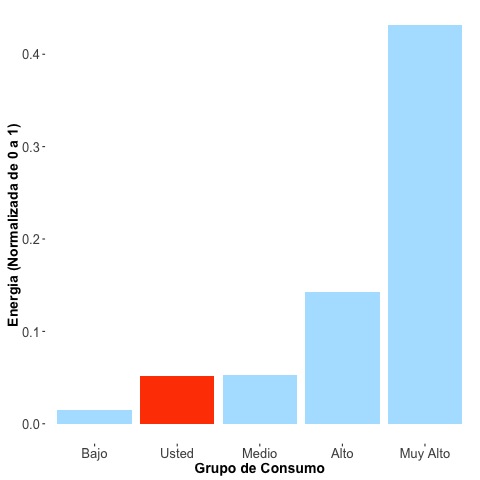 Energia (Normalizada de 0 a 1)
0.4
0.3
0.2
0.1
0.0
Bajo Usted Medio Alto Muy Alto
Grupo de Consumo